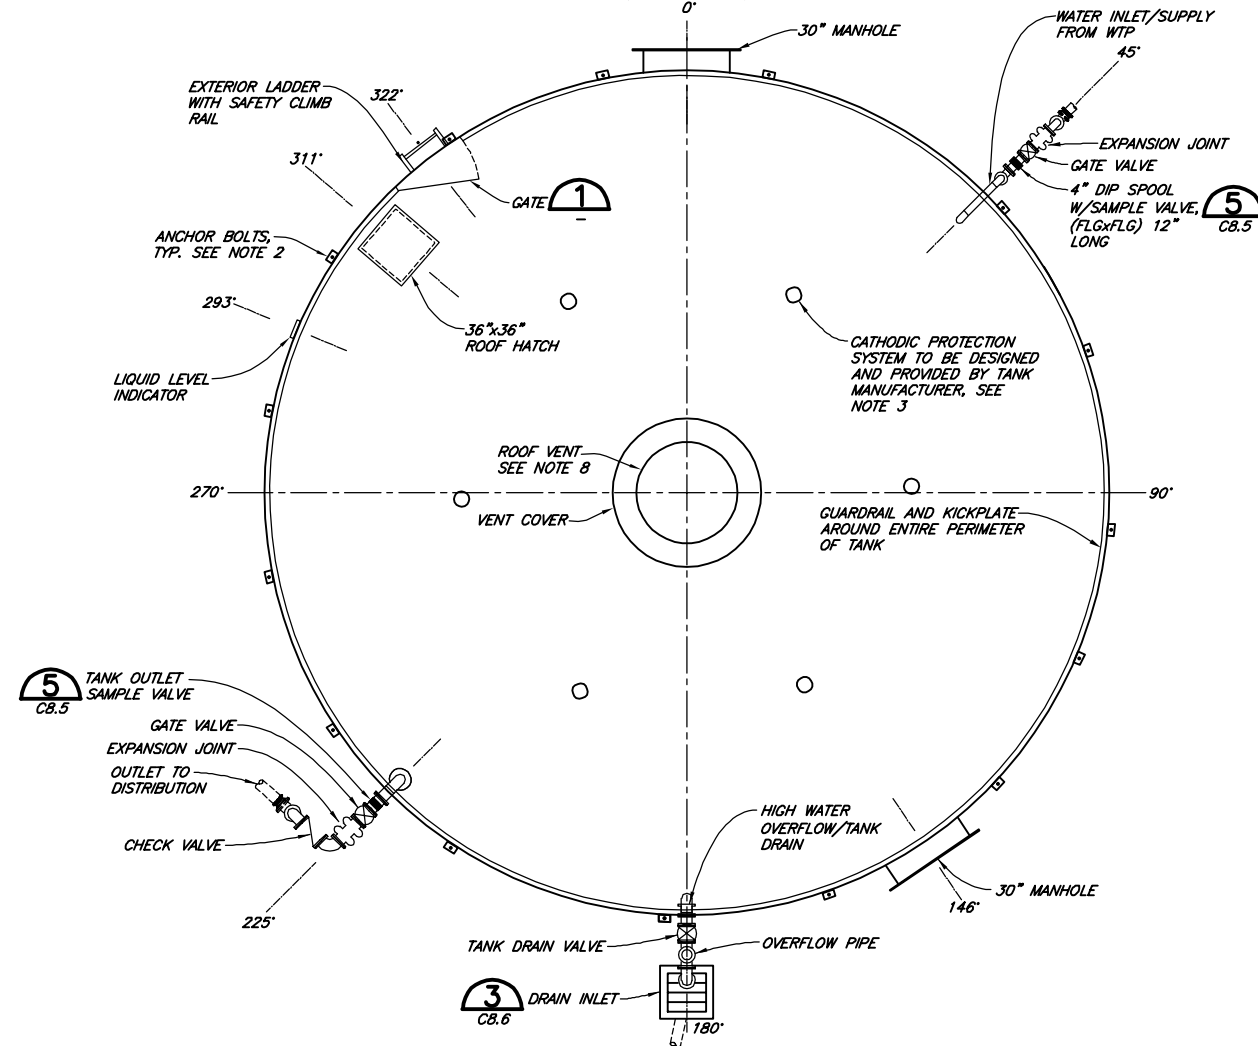 0°
30" MANHOLE
WATER INLET/SUPPLY
FROM WTP
45°
EXTERIOR LADDER
WITH SAFETY CLIMB
RAIL
322°
EXPANSION JOINT
GATE VALVE
311°
GATE
1
-
4" DIP SPOOL
W/SAMPLE VALVE,
(FLGxFLG) 12"
LONG
5
C8.5
ANCHOR BOLTS,
TYP. SEE NOTE 2
293°
36"x36"
ROOF HATCH
CATHODIC PROTECTION
SYSTEM TO BE DESIGNED
AND PROVIDED BY TANK
MANUFACTURER, SEE
NOTE 3
LIQUID LEVEL
INDICATOR
ROOF VENT
SEE NOTE 8
270°
90°
VENT COVER
GUARDRAIL AND KICKPLATE
AROUND ENTIRE PERIMETER
OF TANK
5
C8.5
TANK OUTLET
SAMPLE VALVE
GATE VALVE
EXPANSION JOINT
OUTLET TO
DISTRIBUTION
CHECK VALVE
HIGH WATER
OVERFLOW/TANK
DRAIN
30" MANHOLE
146°
225°
TANK DRAIN VALVE
OVERFLOW PIPE
3
C8.6
DRAIN INLET
180°